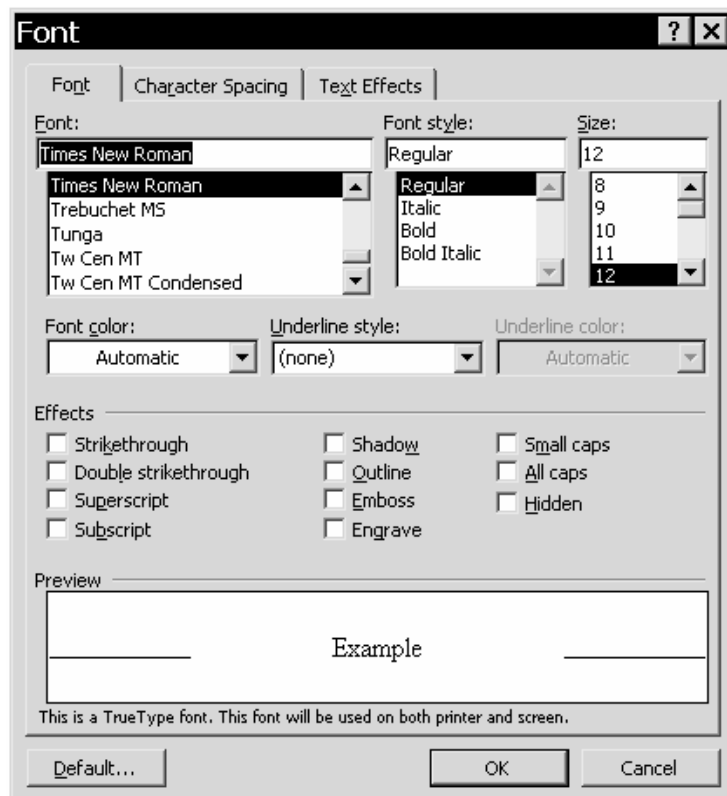 Font
Font Character Spacing Text Effects
Font: Font style: Size:
Times New Roman Regular 12
Times New Roman Regular 8
Trebuchet MS Italic 9
Tunga Bold 10
Tw Cen MT Bold Italic 11
Tw Cen MT Condensed 12
Font color: Underline style: Underline color:
Automatic (none) Automatic
Effects
Strikethrough Shadow Small caps
Double strikethrough Outline All caps
Superscript Emboss Hidden
Subscript Engrave
Preview
Example
This is a TrueType font. This font will be used on both printer and screen.
Default... OK Cancel